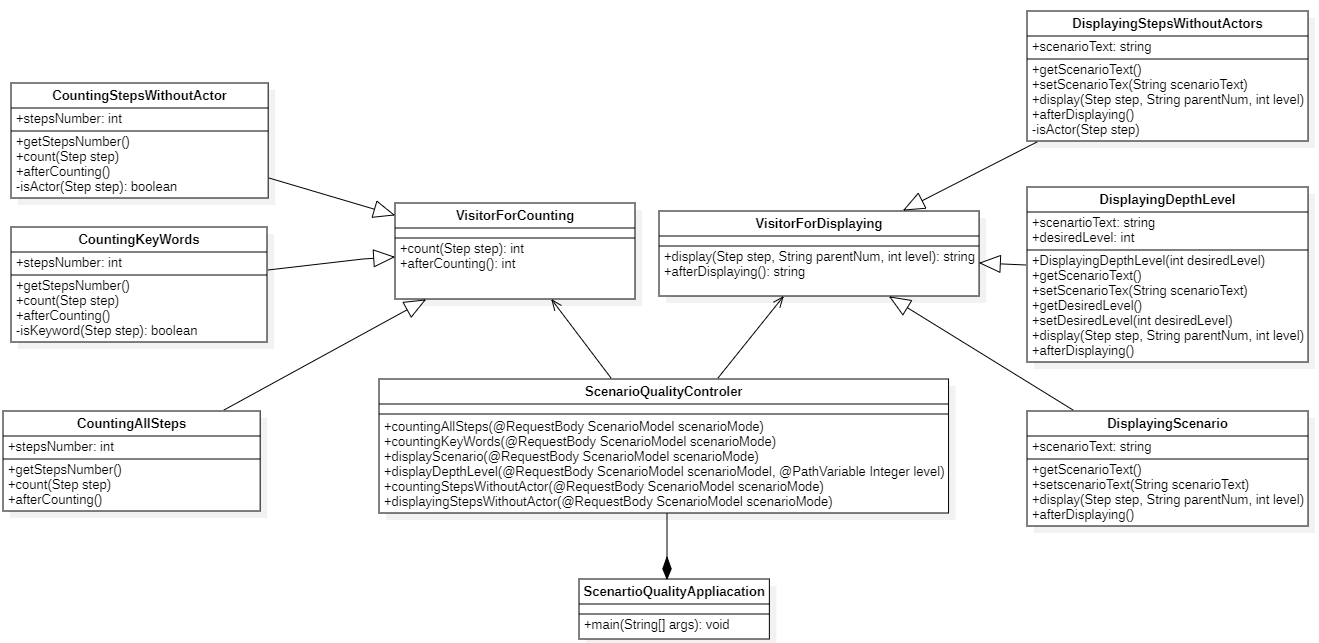 CountingStepsWithoutActor
+stepsNumber: int
+getStepsNumber()
+count(Step step)
+afterCounting()
-isActor(Step step): boolean
CountingKeyWords
+stepsNumber: int
+getStepsNumber()
+count(Step step)
+afterCounting()
-isKeyword(Step step): boolean
CountingAllSteps
+stepsNumber: int
+getStepsNumber()
+count(Step step)
+afterCounting()
VisitorForCounting
+count(Step step): int
+afterCounting(): int
VisitorForDisplaying
+display(Step step, String parentNum, int level): string
+afterDisplaying(): string
ScenarioQualityControler
+countingAllSteps(@RequestBody ScenarioModel scenarioMode)
+countingKeyWords(@RequestBody ScenarioModel scenarioMode)
+displayScenario(@RequestBody ScenarioModel scenarioMode)
+displayDepthLevel(@RequestBody ScenarioModel scenarioModel, @PathVariable Integer level)
+countingStepsWithoutActor(@RequestBody ScenarioModel scenarioMode)
+displayingStepsWithoutActor(@RequestBody ScenarioModel scenarioMode)
ScenartioQualityAppliacation
+main(String[] args): void
DisplayingStepsWithoutActors
+scenarioText: string
+getScenarioText()
+setScenarioTex(String scenarioText)
+display(Step step, String parentNum, int level)
+afterDisplaying()
-isActor(Step step)
DisplayingDepthLevel
+scenartioText: string
+desiredLevel: int
+DisplayingDepthLevel(int desiredLevel)
+getScenarioText()
+setScenarioTex(String scenarioText)
+getDesiredLevel()
+setDesiredLevel(int desiredLevel)
+display(Step step, String parentNum, int level)
+afterDisplaying()
DisplayingScenario
+scenarioText: string
+getScenarioText()
+setscenarioText(String scenarioText)
+display(Step step, String parentNum, int level)
+afterDisplaying()